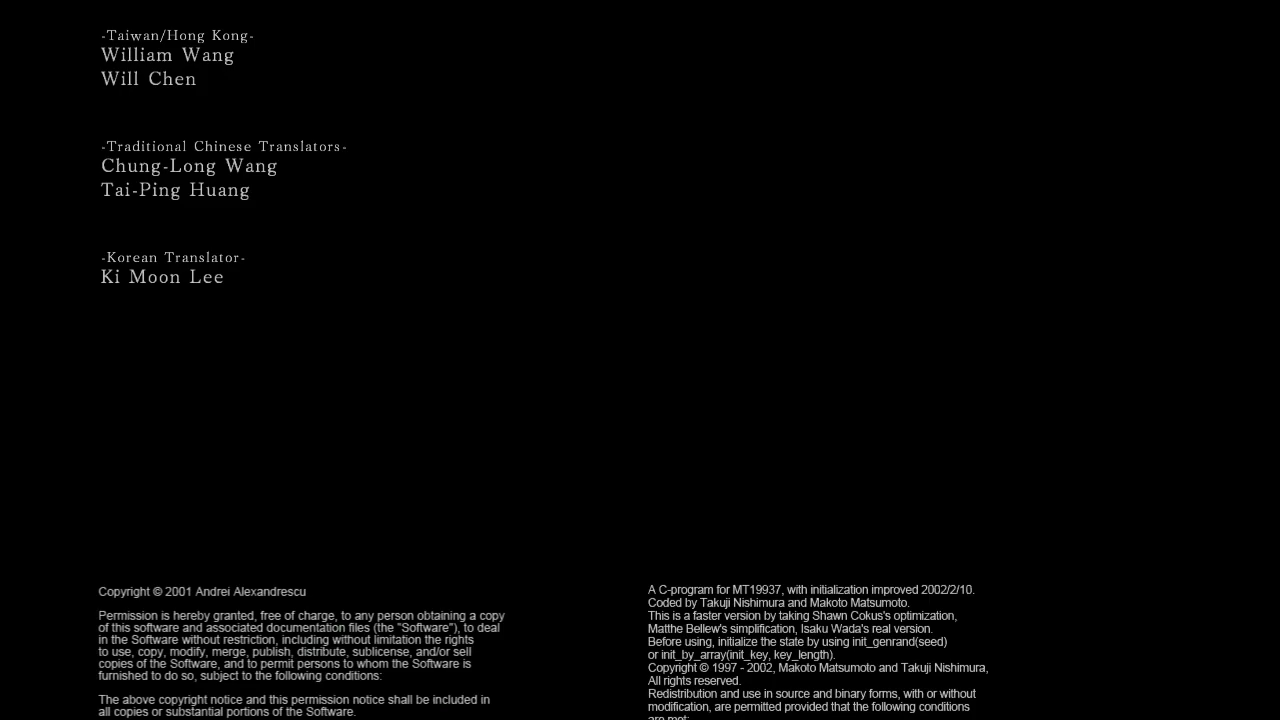 -Taiwan/Hong Kong-
William Wang
Will Chen
-Traditional Chinese Translators-
Chung-Long Wang
Tai-Ping Huang
-Korean Translator-
Ki Moon Lee
Copyright © 2001 Andrei Alexandrescu
Permission is hereby granted, free of charge, to any person obtaining a copy
of this software and associated documentation files (the "Software"), to deal
in the Software without restriction, including without limitation the rights
to use, copy, modify, merge, publish, distribute, sublicense, and/or sell
copies of the Software, and to permit persons to whom the Software is
furnished to do so, subject to the following conditions:
The above copyright notice and this permission notice shall be included in
all copies or substantial portions of the Software.
A C-program for MT19937, with initialization improved 2002/2/10.
Coded by Takuji Nishimura and Makoto Matsumoto.
This is a faster version by taking Shawn Cokus's optimization,
Matthe Bellew's simplification, Isaku Wada's real version.
Before using, initialize the state by using init_genrand(seed)
or init_by_array(init_key, key_length).
Copyright © 1997 - 2002, Makoto Matsumoto and Takuji Nishimura,
All rights reserved.
Redistribution and use in source and binary forms, with or without
modification, are permitted provided that the following conditions
are met: